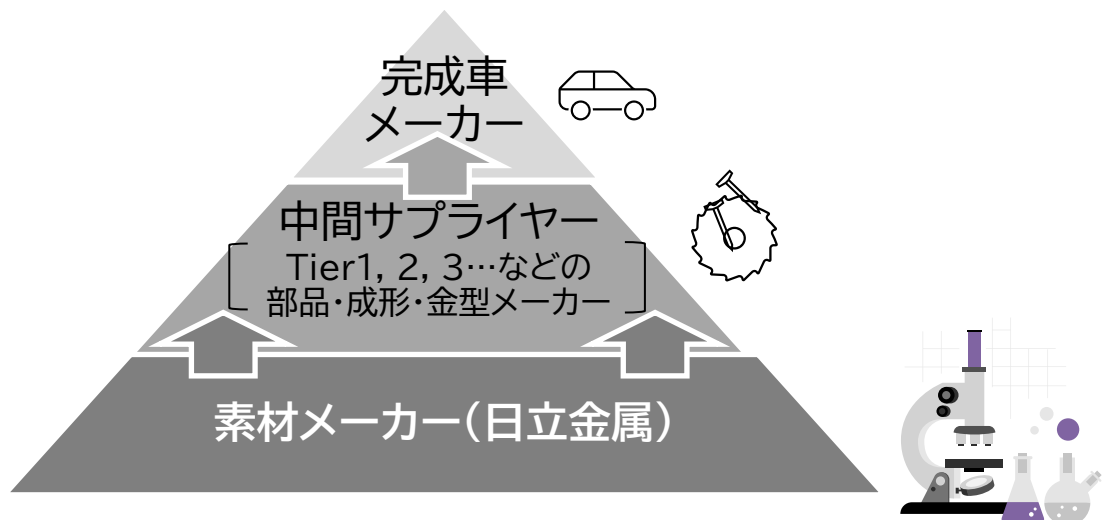 完成車
メーカー
中間サプライヤー
Tier1, 2, 3…などの
部品・成形・金型メーカー
素材メーカー（日立金属）